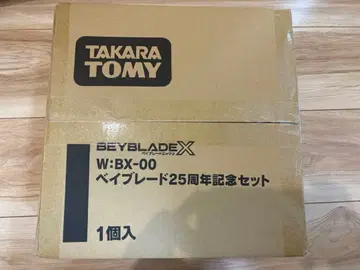 TAKARA
TOMY
BEYBLADE X
ベイブレードエックス
W:BX-00
ベイブレード25周年記念セット
1個入